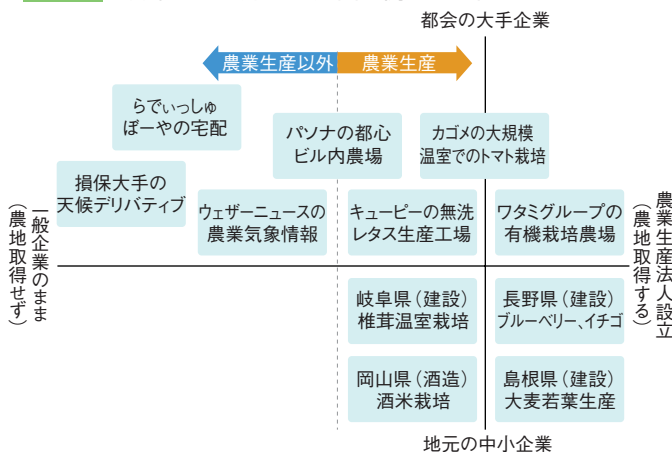 都会の大手企業
農業生産以外
農業生産
らでぃっしゅ
ぼーやの宅配
パソナの都心
ビル内農場
カゴメの大規模
温室でのトマト栽培
損保大手の
天候デリバティブ
ウェザーニュースの
農業気象情報
キューピーの無洗
レタス生産工場
ワタミグループの
有機栽培農場
一般企業のまま
（農地取得せず）
農業生産法人設立
（農地取得する）
岐阜県（建設）
椎茸温室栽培
長野県（建設）
ブルーベリー、イチゴ
岡山県（酒造）
酒米栽培
島根県（建設）
大麦若葉生産
地元の中小企業